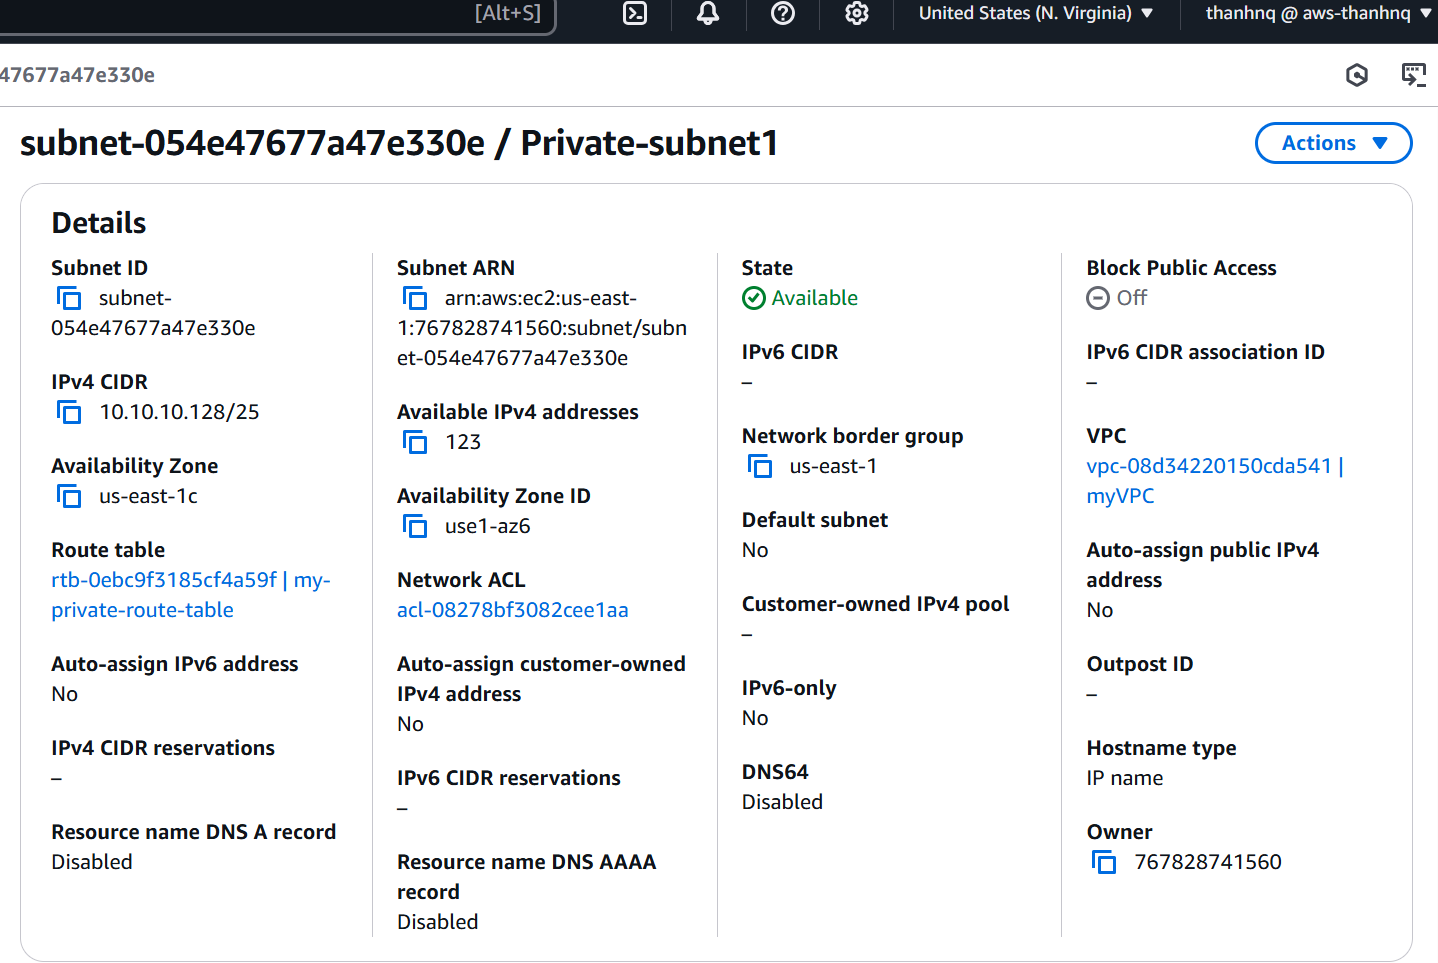 [Alt+S]
United States (N. Virginia)
thanhnq @ aws-thanhnq
47677a47e330e
subnet-054e47677a47e330e / Private-subnet1
Actions
Details
Subnet ID
subnet-
054e47677a47e330e
IPv4 CIDR
10.10.10.128/25
Availability Zone
us-east-1c
Route table
rtb-0ebc9f3185cf4a59f | my-
private-route-table
Auto-assign IPv6 address
No
IPv4 CIDR reservations
–
Resource name DNS A record
Disabled
Subnet ARN
arn:aws:ec2:us-east-
1:767828741560:subnet/subn
et-054e47677a47e330e
Available IPv4 addresses
123
Availability Zone ID
use1-az6
Network ACL
acl-08278bf3082cee1aa
Auto-assign customer-owned
IPv4 address
No
IPv6 CIDR reservations
–
Resource name DNS AAAA
record
Disabled
State
Available
IPv6 CIDR
–
Network border group
us-east-1
Default subnet
No
Customer-owned IPv4 pool
–
IPv6-only
No
DNS64
Disabled
Block Public Access
Off
IPv6 CIDR association ID
–
VPC
vpc-08d34220150cda541 |
myVPC
Auto-assign public IPv4
address
No
Outpost ID
–
Hostname type
IP name
Owner
767828741560